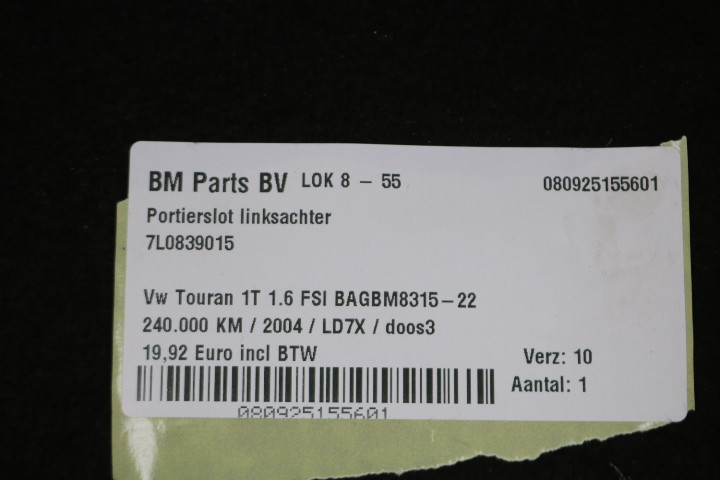 BM Parts BV LOK 8 - 55 080925155601
Portierslot linksachter
7L0839015
Vw Touran 1T 1.6 FSI BAGBM8315-22
240.000 KM / 2004 / LD7X / doos3
19,92 Euro incl BTW Verz: 10
Aantal: 1
080925155601